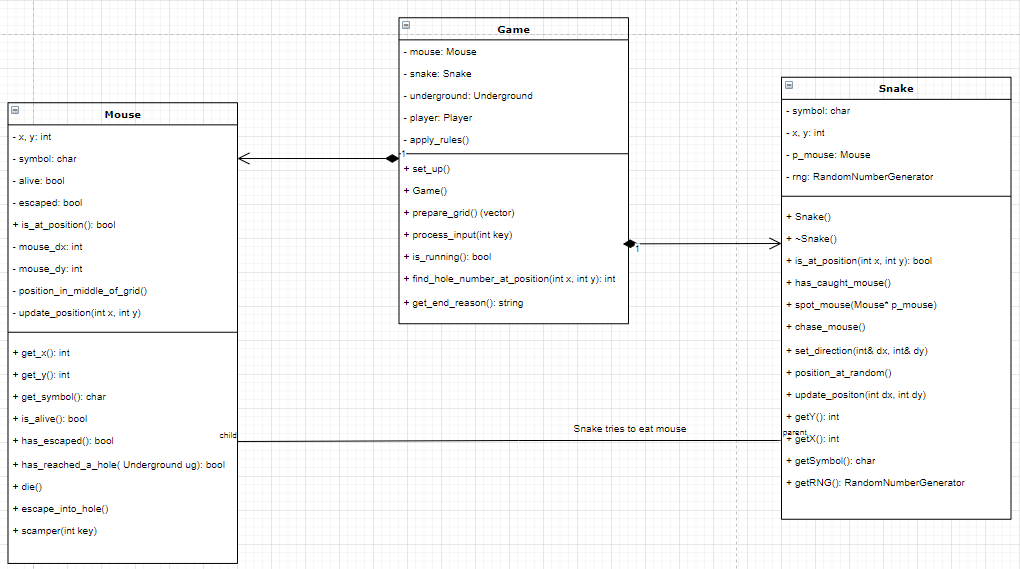 Game
- mouse: Mouse
- snake: Snake
- underground: Underground
- player: Player
- apply_rules()
1
+ set_up()
+ Game()
+ prepare_grid() (vector)
+ process_input(int key)
+ is_running(): bool
+ find_hole_number_at_position(int x, int y): int
+ get_end_reason(): string
1
Mouse
- x, y: int
- symbol: char
- alive: bool
- escaped: bool
+ is_at_position(): bool
- mouse_dx: int
- mouse_dy: int
- position_in_middle_of_grid()
- update_position(int x, int y)
+ get_x(): int
+ get_y(): int
+ get_symbol(): char
+ is_alive(): bool
+ has_escaped(): bool
+ has_reached_a_hole( Underground ug): bool
+ die()
+ escape_into_hole()
+ scamper(int key)
child
Snake tries to eat mouse
parent
Snake
- symbol: char
- x, y: int
- p_mouse: Mouse
- rng: RandomNumberGenerator
+ Snake()
+ ~Snake()
+ is_at_position(int x, int y): bool
+ has_caught_mouse()
+ spot_mouse(Mouse* p_mouse)
+ chase_mouse()
+ set_direction(int& dx, int& dy)
+ position_at_random()
+ update_positon(int dx, int dy)
+ getY(): int
+ getX(): int
+ getSymbol(): char
+ getRNG(): RandomNumberGenerator